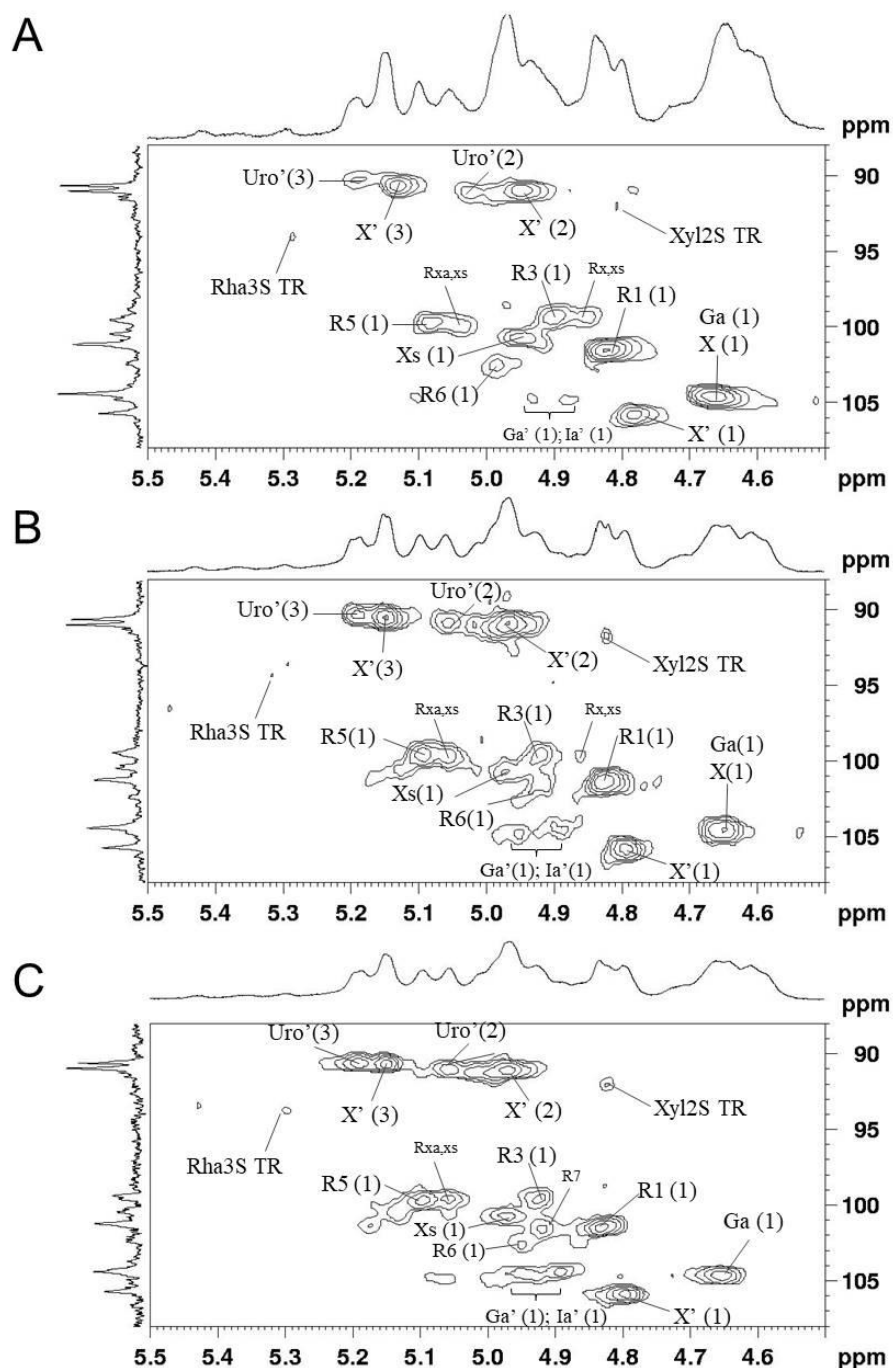 A
ppm
Uro'(3)
Uro'(2)
90
X' (3)
X' (2)
Xyl2S TR
95
Rha3S TR
Rxa,xs
R3 (1)
Rx,xs
R5 (1)
R1 (1)
Ga (1)
100
Xs (1)
X (1)
R6 (1)
105
Ga' (1); Ia' (1)
X' (1)
5.5 5.4 5.3 5.2 5.1 5.0 4.9 4.8 4.7 4.6 ppm
B
ppm
Uro'(3)
Uro'(2)
90
X'(3)
X'(2)
Xyl2S TR
95
Rha3S TR
Rxa,xs
R3(1)
Rx,xs
R5(1)
R1(1)
Ga(1)
100
Xs(1)
X(1)
R6(1)
105
Ga'(1); Ia'(1)
X'(1)
5.5 5.4 5.3 5.2 5.1 5.0 4.9 4.8 4.7 4.6 ppm
C
ppm
Uro'(3)
Uro'(2)
90
X' (3)
X' (2)
Xyl2S TR
95
Rha3S TR
Rxa,xs
R3 (1)
R7
R5 (1)
R1 (1)
100
Xs (1)
Ga (1)
R6 (1)
105
Ga' (1); Ia' (1)
X' (1)
5.5 5.4 5.3 5.2 5.1 5.0 4.9 4.8 4.7 4.6 ppm